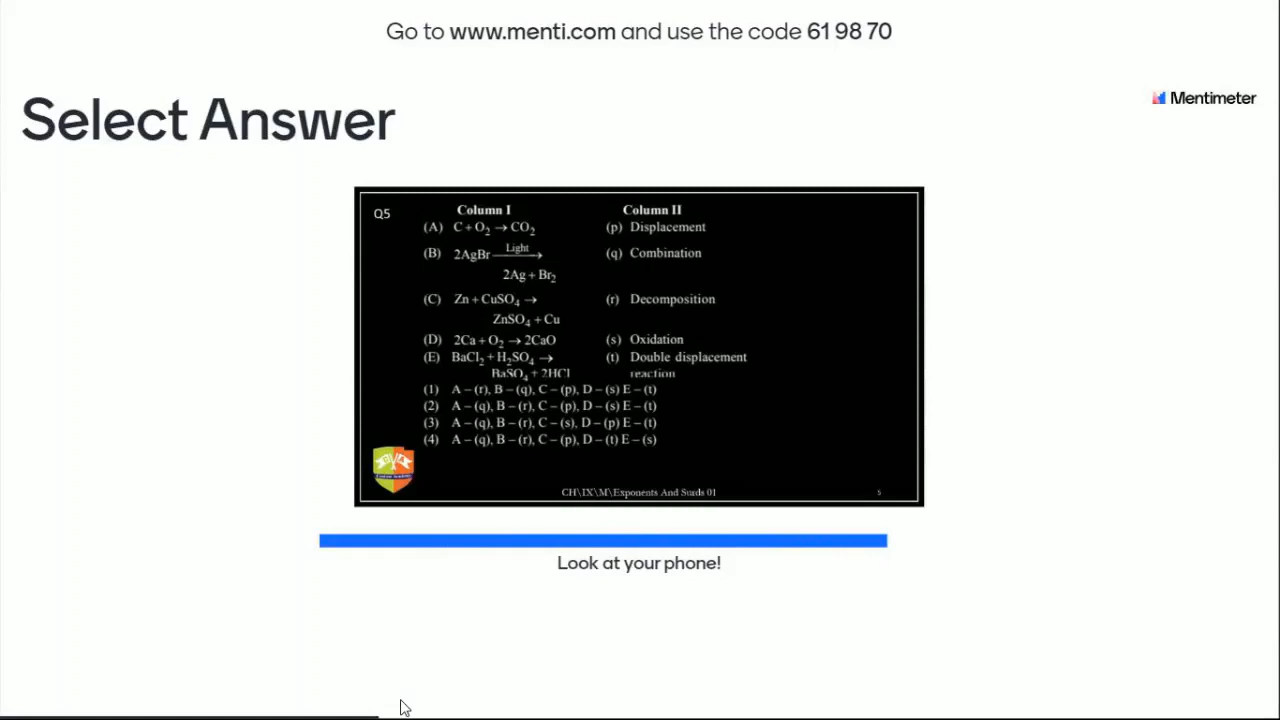 Go to www.menti.com and use the code 61 98 70
Select Answer
Mentimeter
Q5
Column I Column II
(A) C + O₂ → CO₂ (p) Displacement
(B) 2AgBr Light→ (q) Combination
2Ag + Br₂
(C) Zn + CuSO₄ → (r) Decomposition
ZnSO₄ + Cu
(D) 2Ca + O₂ → 2CaO (s) Oxidation
(E) BaCl₂ + H₂SO₄ → (t) Double displacement
BaSO₄ + 2HCl reaction
(1) A – (r), B – (q), C – (p), D – (s) E – (t)
(2) A – (q), B – (r), C – (p), D – (s) E – (t)
(3) A – (q), B – (r), C – (s), D – (p) E – (t)
(4) A – (q), B – (r), C – (p), D – (t) E – (s)
CH\IX\M\Exponents And Surds 01 5
Look at your phone!